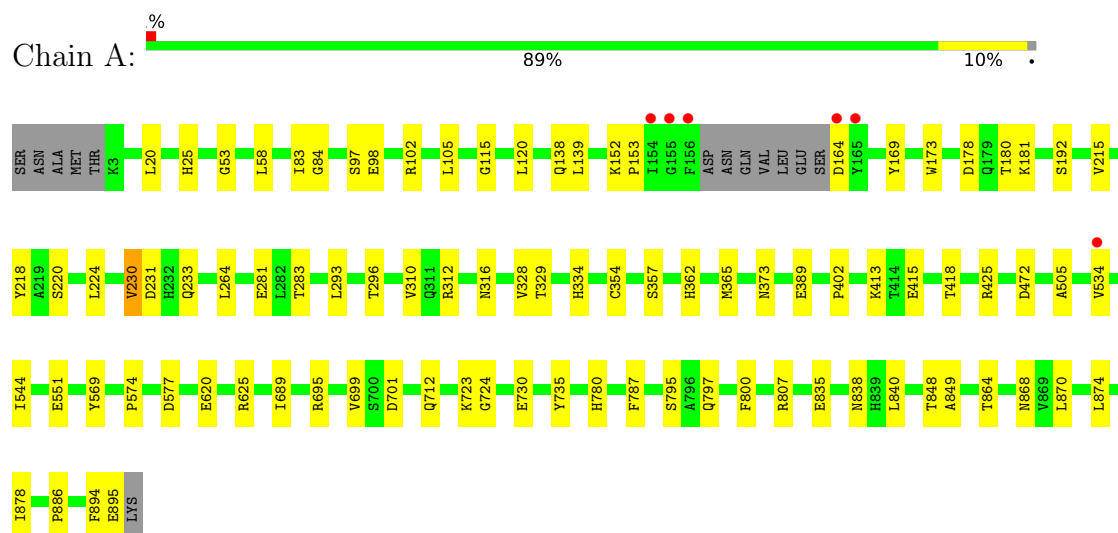 %
Chain A:
89% 10% •
SER ASN ALA MET THR K3 L20 H25 G53 L58 I83 G84 S97 E98 R102 L105 G115 L120 Q138 L139 K152 P153 I154 G155 F156 ASP ASN GLN VAL LEU GLU SER D164 Y165 Y169 W173 D178 Q179 T180 K181 S192 V215
Y218 A219 S220 L224 V230 D231 H232 Q233 L264 E281 L282 T283 L293 T296 V310 Q311 R312 N316 V328 T329 H334 C354 S357 H362 M365 N373 E389 P402 K413 T414 E415 T418 R425 D472 A505 V534
I544 E551 Y569 P574 D577 E620 R625 I689 R695 V699 S700 D701 Q712 K723 G724 E730 Y735 H780 F787 S795 A796 Q797 F800 R807 E835 N838 H839 L840 T848 A849 T864 N868 V869 L870 L874
I878 P886 F894 E895 LYS